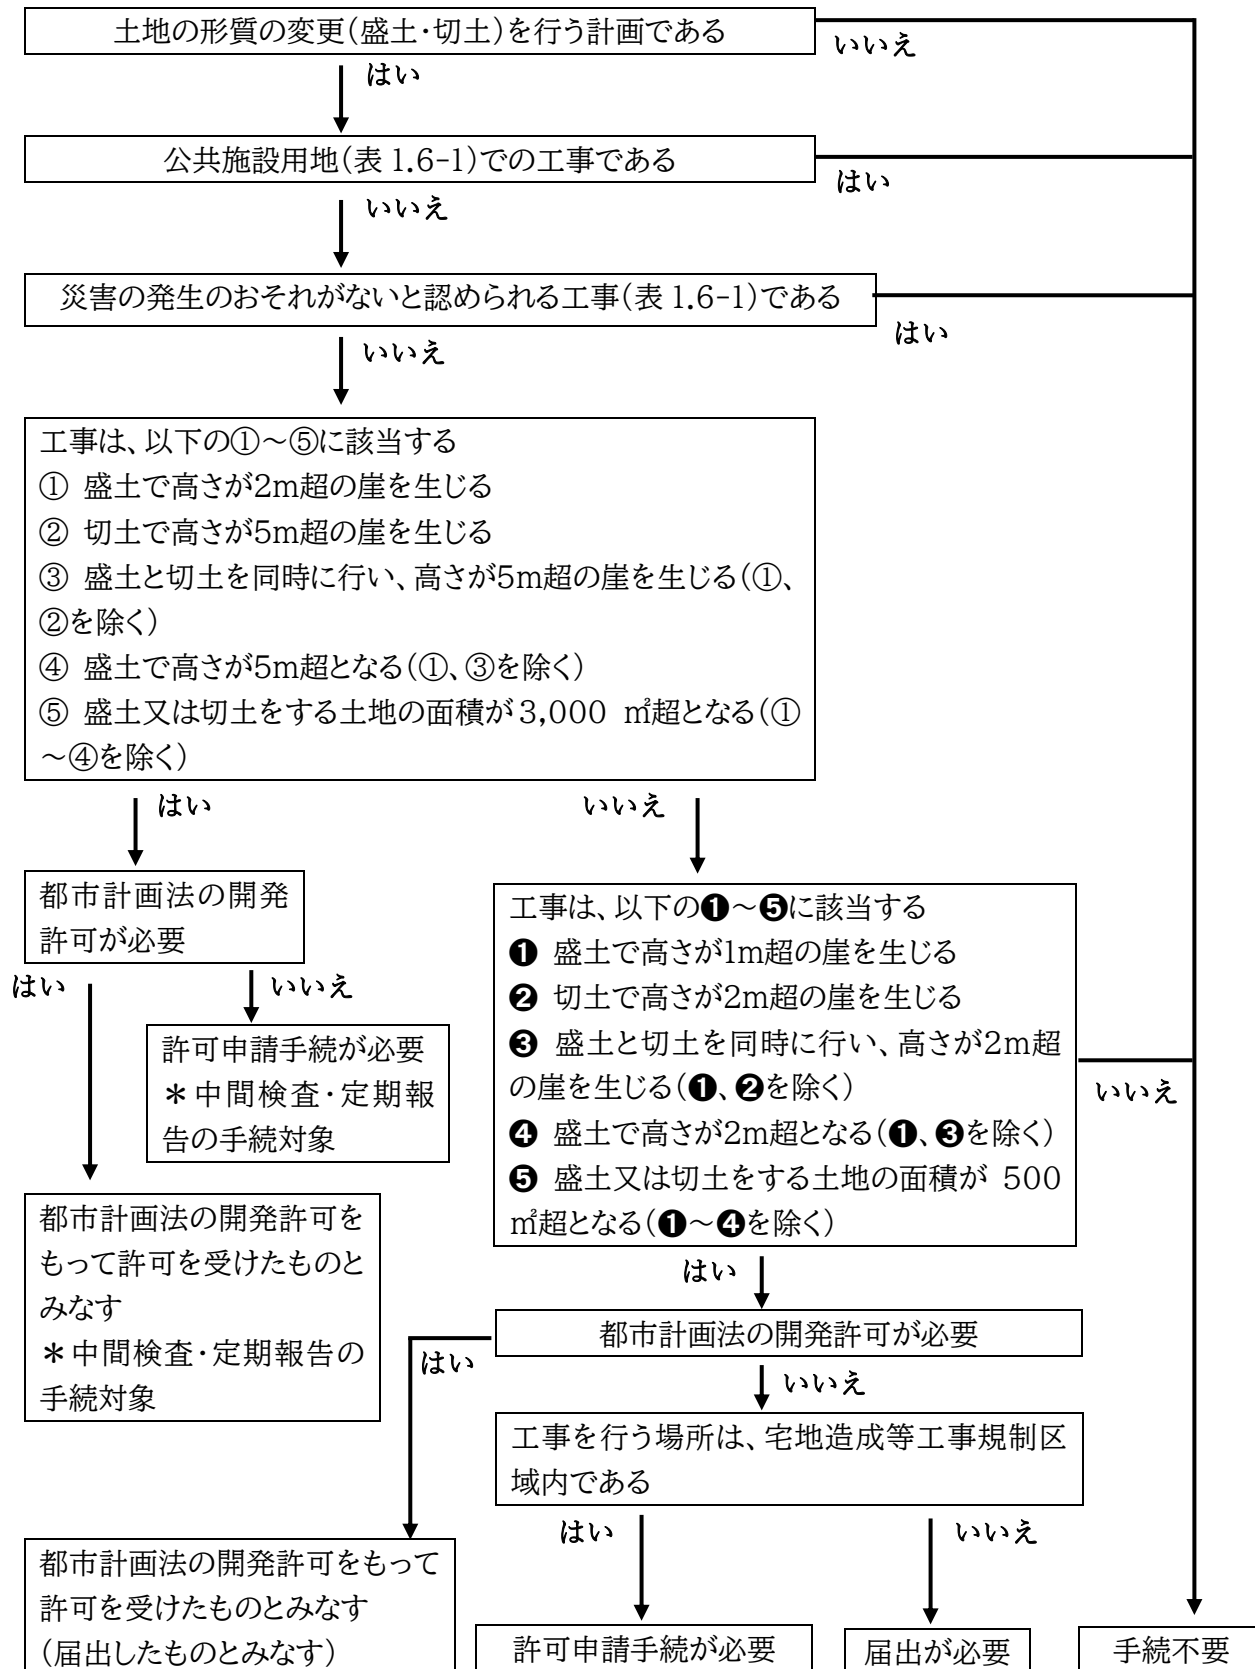 土地の形質の変更(盛土・切土)を行う計画である
いいえ
はい
公共施設用地(表 1.6-1)での工事である
はい
いいえ
災害の発生のおそれがないと認められる工事(表 1.6-1)である
はい
いいえ
工事は、以下の①～⑤に該当する
① 盛土で高さが2m超の崖を生じる
② 切土で高さが5m超の崖を生じる
③ 盛土と切土を同時に行い、高さが5m超の崖を生じる(①、
②を除く)
④ 盛土で高さが5m超となる(①、③を除く)
⑤ 盛土又は切土をする土地の面積が 3,000 ㎡超となる(①
～④を除く)
はい
いいえ
都市計画法の開発
許可が必要
はい
いいえ
許可申請手続が必要
＊中間検査・定期報
告の手続対象
都市計画法の開発許可を
もって許可を受けたものと
みなす
＊中間検査・定期報告の
手続対象
工事は、以下の❶～❺に該当する
❶ 盛土で高さが1m超の崖を生じる
❷ 切土で高さが2m超の崖を生じる
❸ 盛土と切土を同時に行い、高さが2m超
の崖を生じる(❶、❷を除く)
❹ 盛土で高さが2m超となる(❶、❸を除く)
❺ 盛土又は切土をする土地の面積が 500
㎡超となる(❶～❹を除く)
いいえ
はい
都市計画法の開発許可が必要
はい
いいえ
工事を行う場所は、宅地造成等工事規制区
域内である
はい
いいえ
都市計画法の開発許可をもって
許可を受けたものとみなす
(届出したものとみなす)
許可申請手続が必要
届出が必要
手続不要